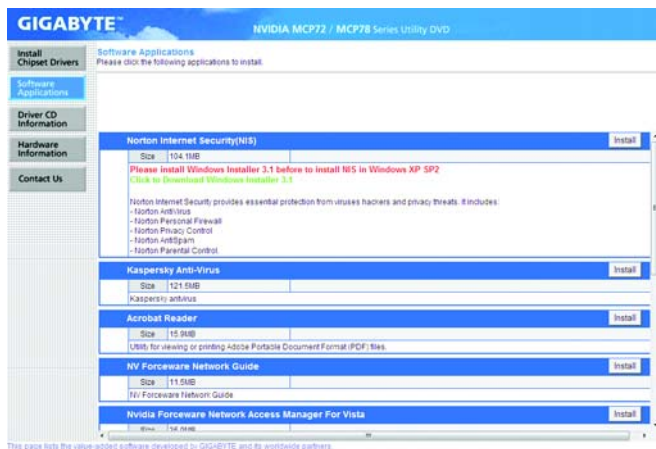 GIGABYTE™
NVIDIA MCP72 / MCP78 Series Utility DVD
Install
Chipset Drivers
Software
Applications
Driver CD
Information
Hardware
Information
Contact Us
Software Applications
Please click the following applications to install.
Norton Internet Security(NIS)
Install
Size
104.1MB
Please install Windows Installer 3.1 before to install NIS in Windows XP SP2
Click to Download Windows Installer 3.1
Norton Internet Security provides essential protection from viruses hackers and privacy threats. It includes:
- Norton AntiVirus
- Norton Personal Firewall
- Norton Privacy Control
- Norton AntiSpam
- Norton Parental Control.
Kaspersky Anti-Virus
Install
Size
121.5MB
Kaspersky antivirus
Acrobat Reader
Install
Size
15.9MB
Utility for viewing or printing Adobe Portable Document Format (PDF) files.
NV Forceware Network Guide
Install
Size
11.5MB
NV Forceware Network Guide
Nvidia Forceware Network Access Manager For Vista
Install
Size
This page lists the value-added software developed by GIGABYTE and its worldwide partners.